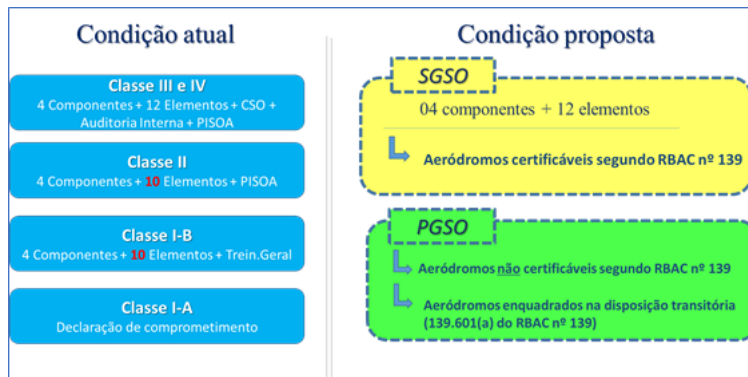 Condição atual
Classe III e IV
4 Componentes + 12 Elementos + CSO +
Auditoria Interna + PISOA
Classe II
4 Componentes + 10 Elementos + PISOA
Classe I-B
4 Componentes + 10 Elementos + Trein.Geral
Classe I-A
Declaração de comprometimento
Condição proposta
SGSO
04 componentes + 12 elementos
Aeródromos certificáveis segundo RBAC nº 139
PGSO
Aeródromos não certificáveis segundo RBAC nº 139
Aeródromos enquadrados na disposição transitória
(139.601(a) do RBAC nº 139)